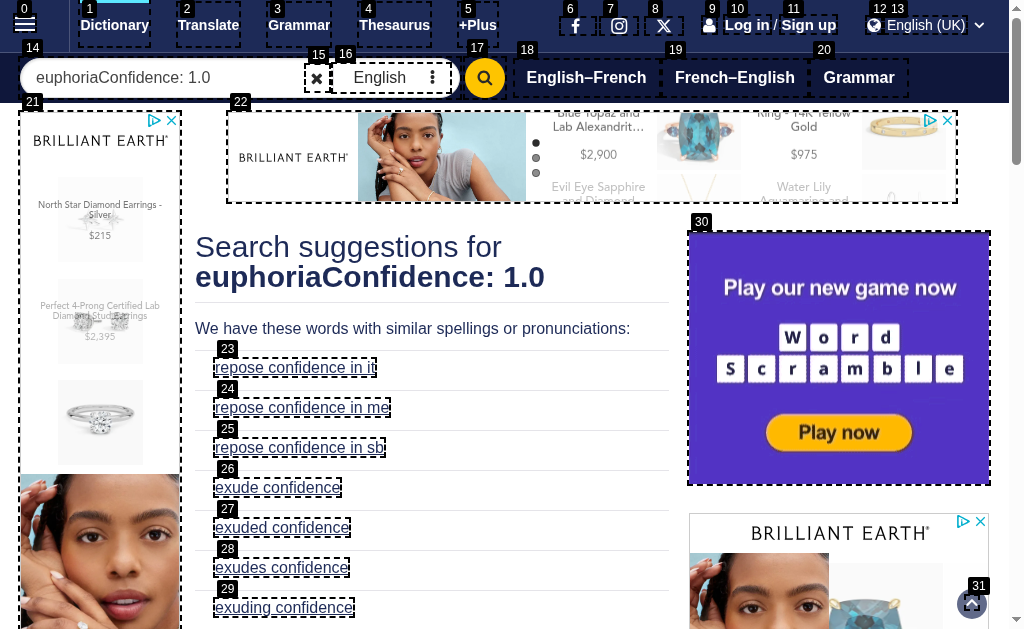 0 1 2 3 4 5 6 7 8 9 10 11 12 13
Dictionary Translate Grammar Thesaurus +Plus Log in / Sign up English (UK)
14 15 16 17 18 19 20
euphoriaConfidence: 1.0 English English–French French–English Grammar
21 22
BRILLIANT EARTH
North Star Diamond Earrings - Silver
$215
Perfect 4-Prong Certified Lab Diamond Stud Earrings
$2,395
BRILLIANT EARTH
Blue Topaz and
Lab Alexandrit...
$2,900
Evil Eye Sapphire
and Diamond
Ring - 14K Yellow
Gold
$975
Water Lily
Aquamarine and
Search suggestions for
euphoriaConfidence: 1.0
We have these words with similar spellings or pronunciations:
23
repose confidence in it
24
repose confidence in me
25
repose confidence in sb
26
exude confidence
27
exuded confidence
28
exudes confidence
29
exuding confidence
30
Play our new game now
Word
Scramble
Play now
BRILLIANT EARTH
31